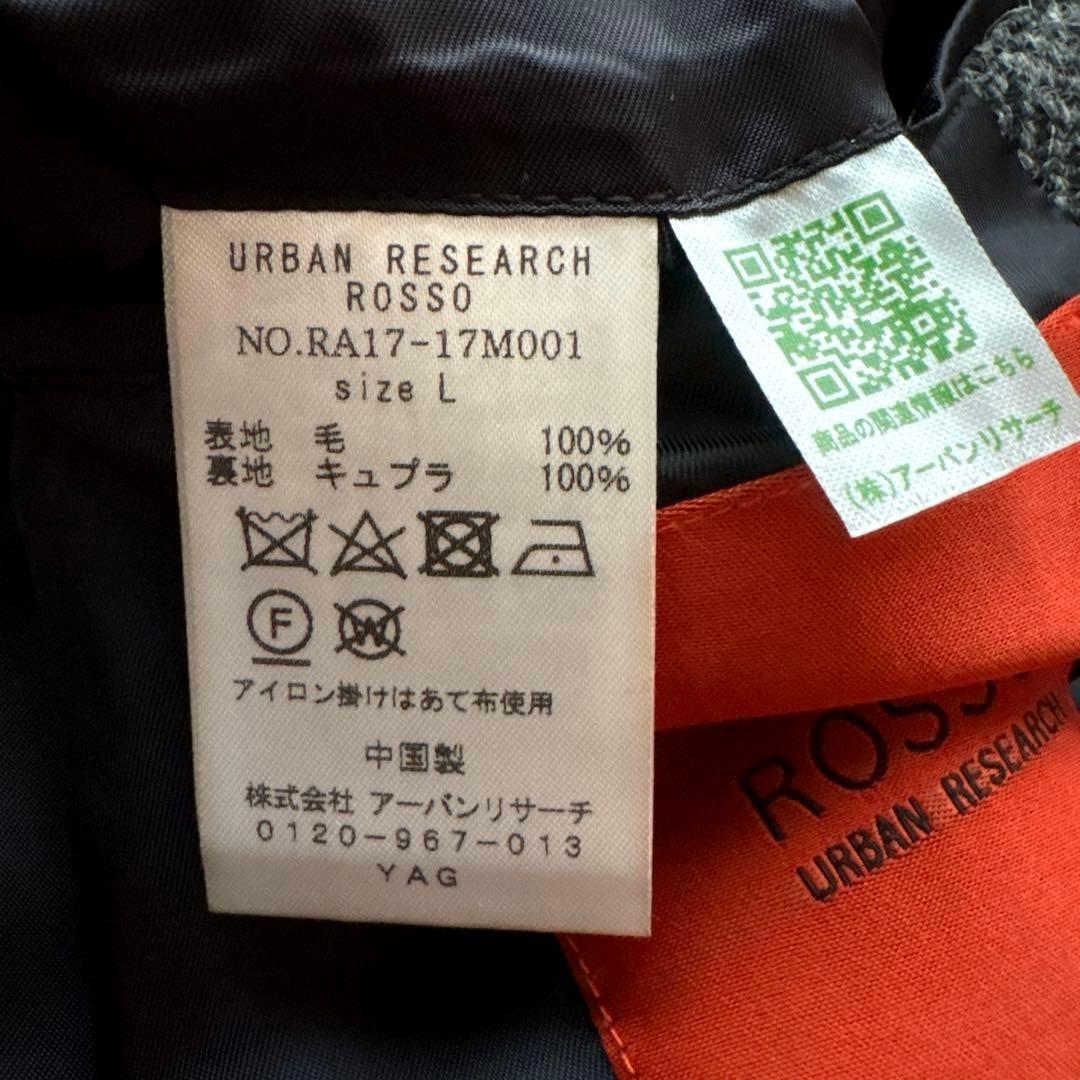 URBAN RESEARCH
ROSSO
NO.RA17-17M001
size L
表地 毛 100%
裏地 キュプラ 100%
F
W
アイロン掛けはあて布使用
中国製
株式会社 アーバンリサーチ
0120-967-013
YAG
商品の関連情報はこちら
(株)アーバンリサーチ
URBAN RESEARCH